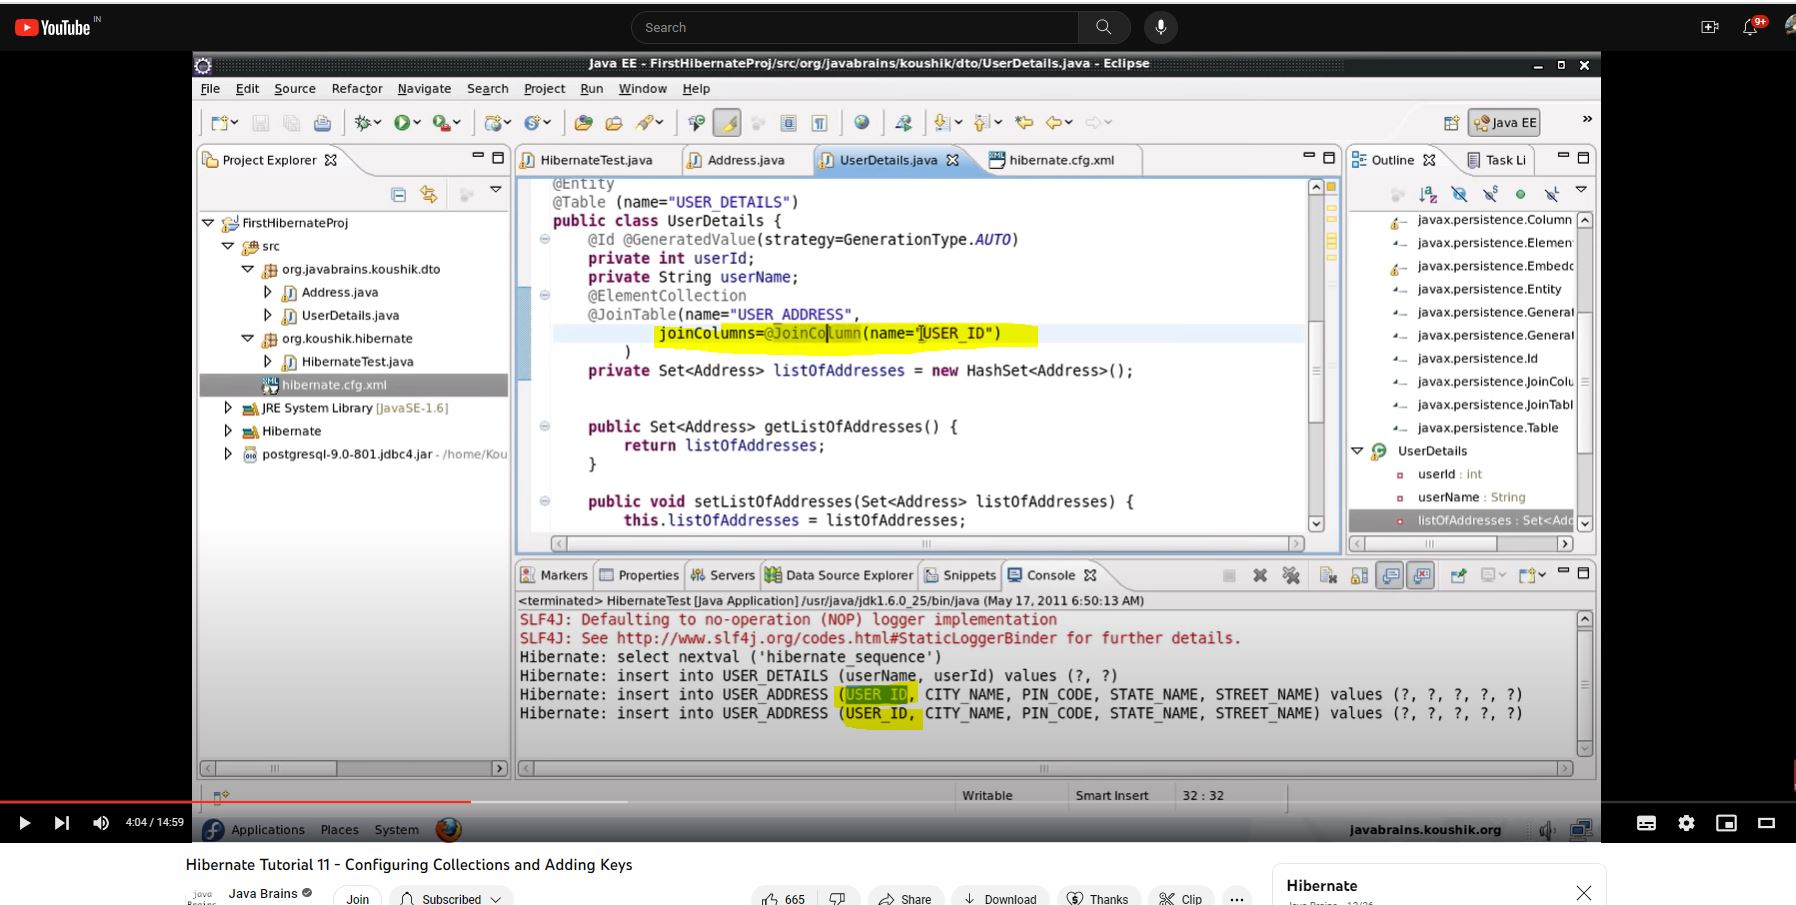 YouTube IN
Search
9+
Java EE - FirstHibernateProj/src/org/javabrains/koushik/dto/UserDetails.java - Eclipse
File Edit Source Refactor Navigate Search Project Run Window Help
Java EE
Project Explorer
HibernateTest.java Address.java UserDetails.java hibernate.cfg.xml
Outline Task Li
FirstHibernateProj
src
org.javabrains.koushik.dto
Address.java
UserDetails.java
org.koushik.hibernate
HibernateTest.java
hibernate.cfg.xml
JRE System Library [JavaSE-1.6]
Hibernate
postgresql-9.0-801.jdbc4.jar - /home/Kou
@Entity
@Table (name="USER_DETAILS")
public class UserDetails {
@Id @GeneratedValue(strategy=GenerationType.AUTO)
private int userId;
private String userName;
@ElementCollection
@JoinTable(name="USER_ADDRESS",
joinColumns=@JoinColumn(name="USER_ID")
)
private Set<Address> listOfAddresses = new HashSet<Address>();
public Set<Address> getListOfAddresses() {
return listOfAddresses;
}
public void setListOfAddresses(Set<Address> listOfAddresses) {
this.listOfAddresses = listOfAddresses;
javax.persistence.Column
javax.persistence.Elemen
javax.persistence.Embedd
javax.persistence.Entity
javax.persistence.Generat
javax.persistence.Generat
javax.persistence.Id
javax.persistence.JoinColu
javax.persistence.JoinTabl
javax.persistence.Table
UserDetails
userId : int
userName : String
listOfAddresses : Set<Add
Markers Properties Servers Data Source Explorer Snippets Console
<terminated> HibernateTest [Java Application] /usr/java/jdk1.6.0_25/bin/java (May 17, 2011 6:50:13 AM)
SLF4J: Defaulting to no-operation (NOP) logger implementation
SLF4J: See http://www.slf4j.org/codes.html#StaticLoggerBinder for further details.
Hibernate: select nextval ('hibernate_sequence')
Hibernate: insert into USER_DETAILS (userName, userId) values (?, ?)
Hibernate: insert into USER_ADDRESS (USER_ID, CITY_NAME, PIN_CODE, STATE_NAME, STREET_NAME) values (?, ?, ?, ?, ?)
Hibernate: insert into USER_ADDRESS (USER_ID, CITY_NAME, PIN_CODE, STATE_NAME, STREET_NAME) values (?, ?, ?, ?, ?)
Writable Smart Insert 32 : 32
4:04 / 14:59
Applications Places System
javabrains.koushik.org
Hibernate Tutorial 11 - Configuring Collections and Adding Keys
Java Brains
Join Subscribed
665 Share Download Thanks Clip
Hibernate